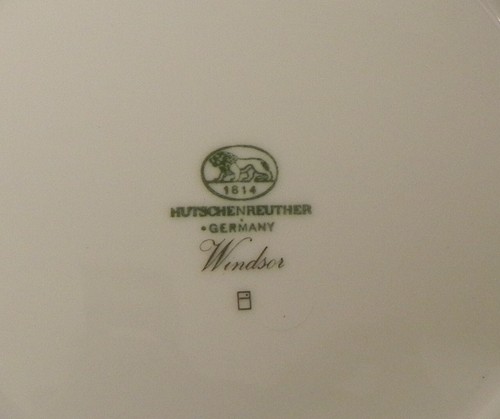 1814
HUTSCHENREUTHER
GERMANY
Windsor